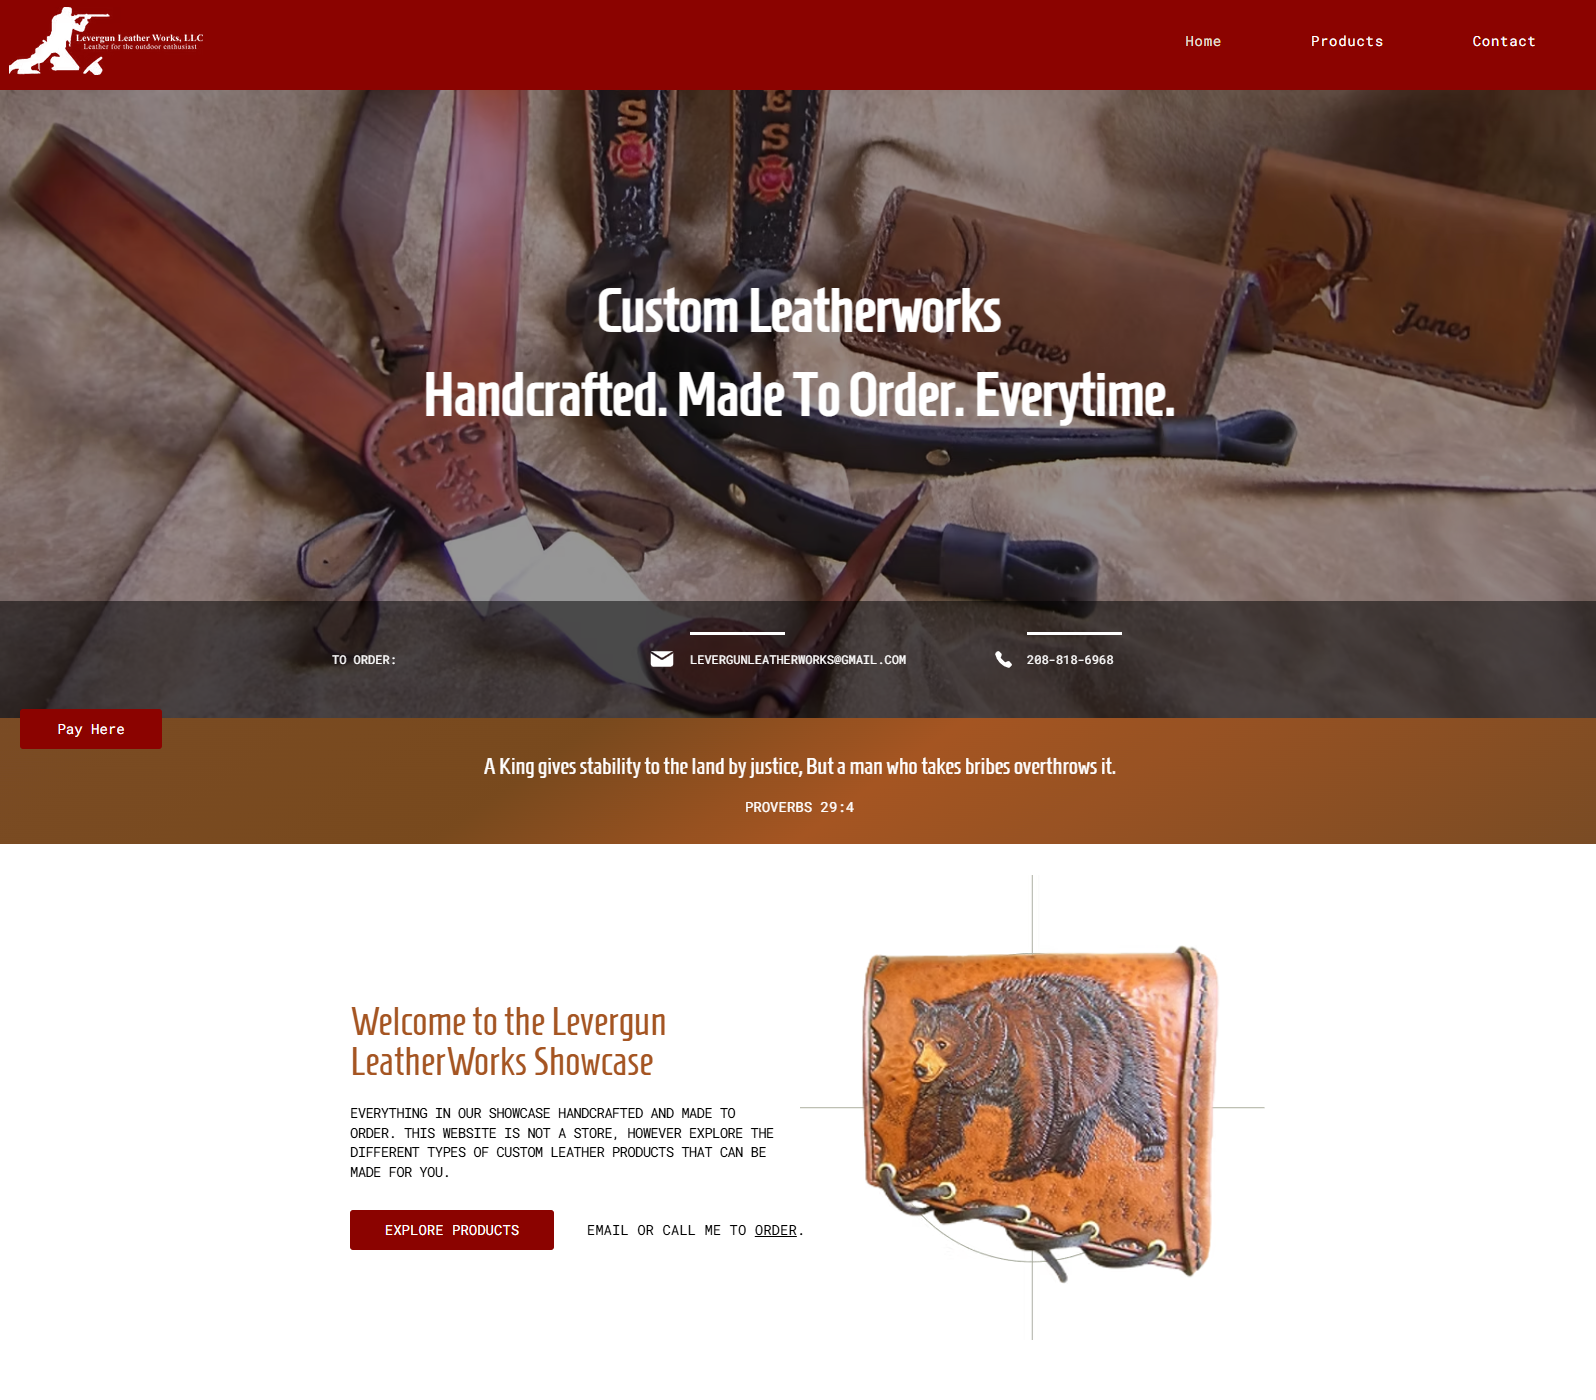 Levergun Leather Works, LLC
Leather for the outdoor enthusiast
Home
Products
Contact
S
ES
Jones
Jones
Custom Leatherworks
Handcrafted. Made To Order. Everytime.
1176
TO ORDER:
LEVERGUNLEATHERWORKS@GMAIL.COM
208-818-6968
Pay Here
A King gives stability to the land by justice, But a man who takes bribes overthrows it.
PROVERBS 29:4
Welcome to the Levergun
LeatherWorks Showcase
EVERYTHING IN OUR SHOWCASE HANDCRAFTED AND MADE TO
ORDER. THIS WEBSITE IS NOT A STORE, HOWEVER EXPLORE THE
DIFFERENT TYPES OF CUSTOM LEATHER PRODUCTS THAT CAN BE
MADE FOR YOU.
EXPLORE PRODUCTS
EMAIL OR CALL ME TO ORDER.